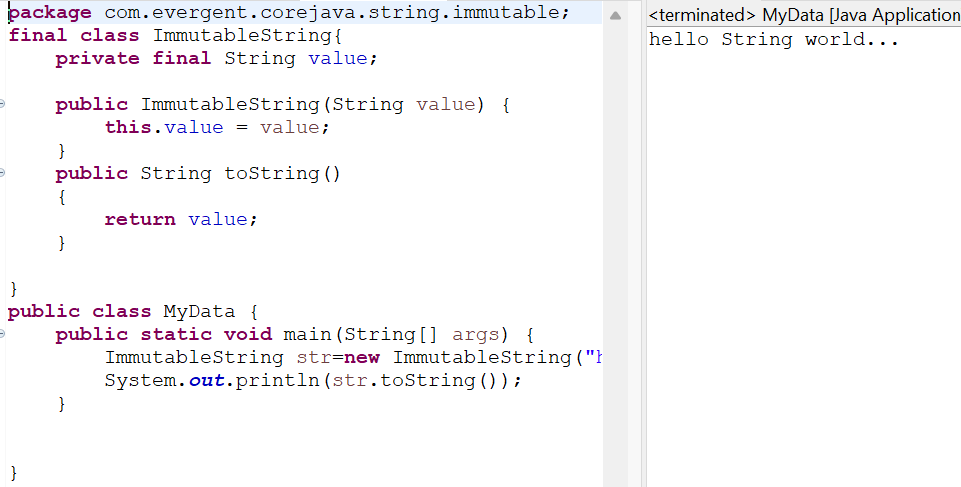 package com.evergent.corejava.string.immutable;
final class ImmutableString{
    private final String value;

    public ImmutableString(String value) {
        this.value = value;
    }
    public String toString()
    {
        return value;
    }

}
public class MyData {
    public static void main(String[] args) {
        ImmutableString str=new ImmutableString("h
        System.out.println(str.toString());
    }


}
<terminated> MyData [Java Application
hello String world...